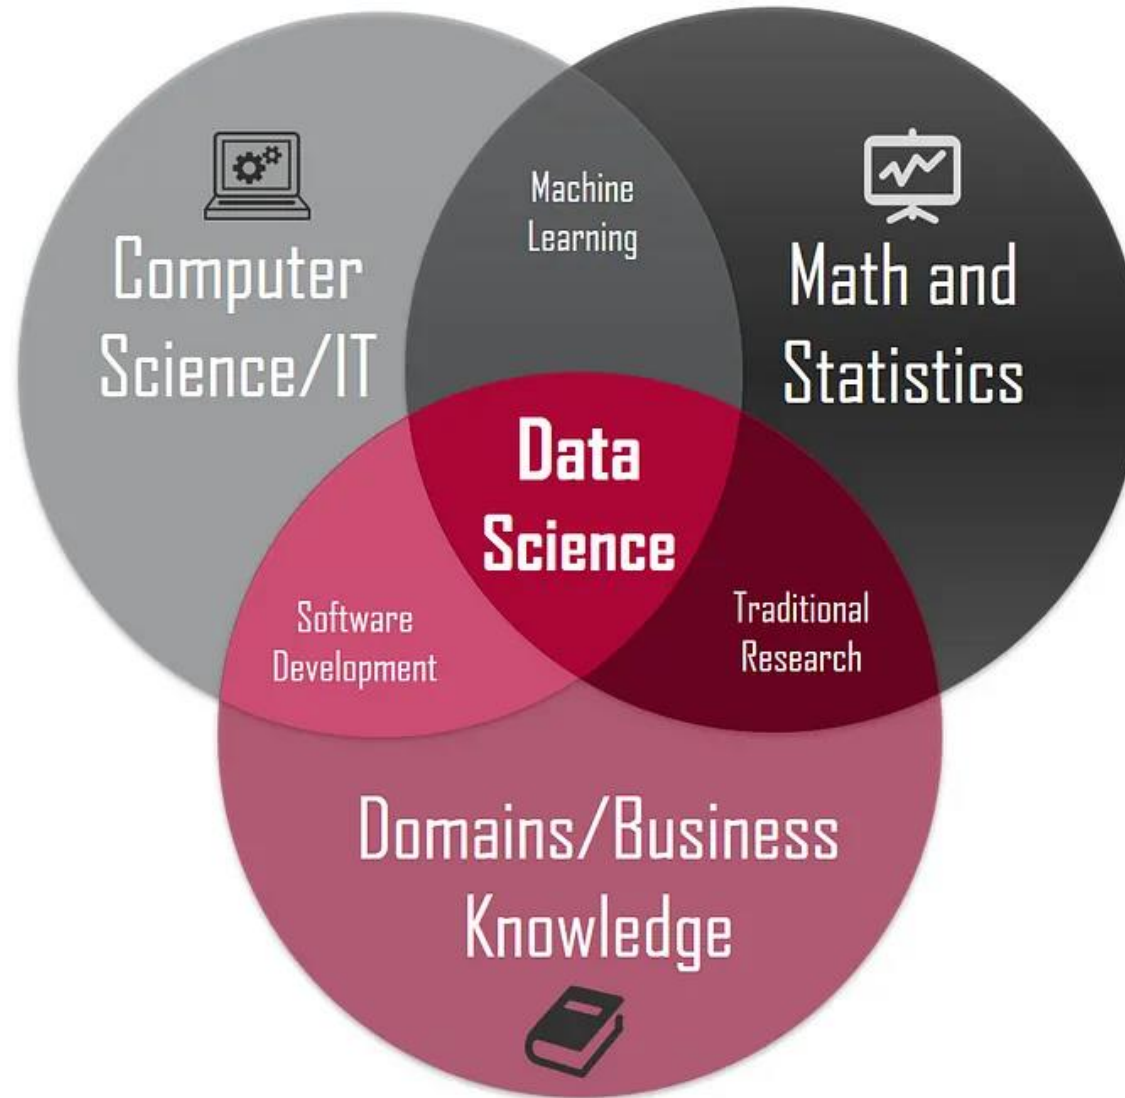 Machine
Learning
Computer
Science/IT
Math and
Statistics
Data
Science
Software
Development
Traditional
Research
Domains/Business
Knowledge